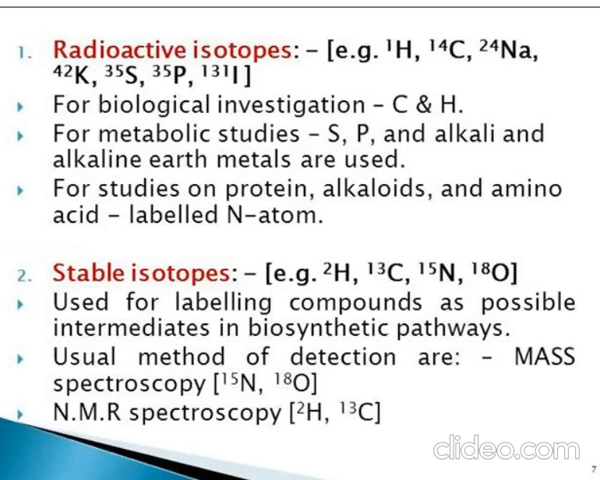 1. Radioactive isotopes: – [e.g. ¹H, ¹⁴C, ²⁴Na,
⁴²K, ³⁵S, ³⁵P, ¹³¹I]
For biological investigation – C & H.
For metabolic studies – S, P, and alkali and
alkaline earth metals are used.
For studies on protein, alkaloids, and amino
acid – labelled N-atom.
2. Stable isotopes: – [e.g. ²H, ¹³C, ¹⁵N, ¹⁸O]
Used for labelling compounds as possible
intermediates in biosynthetic pathways.
Usual method of detection are: – MASS
spectroscopy [¹⁵N, ¹⁸O]
N.M.R spectroscopy [²H, ¹³C]
clideo.com
7